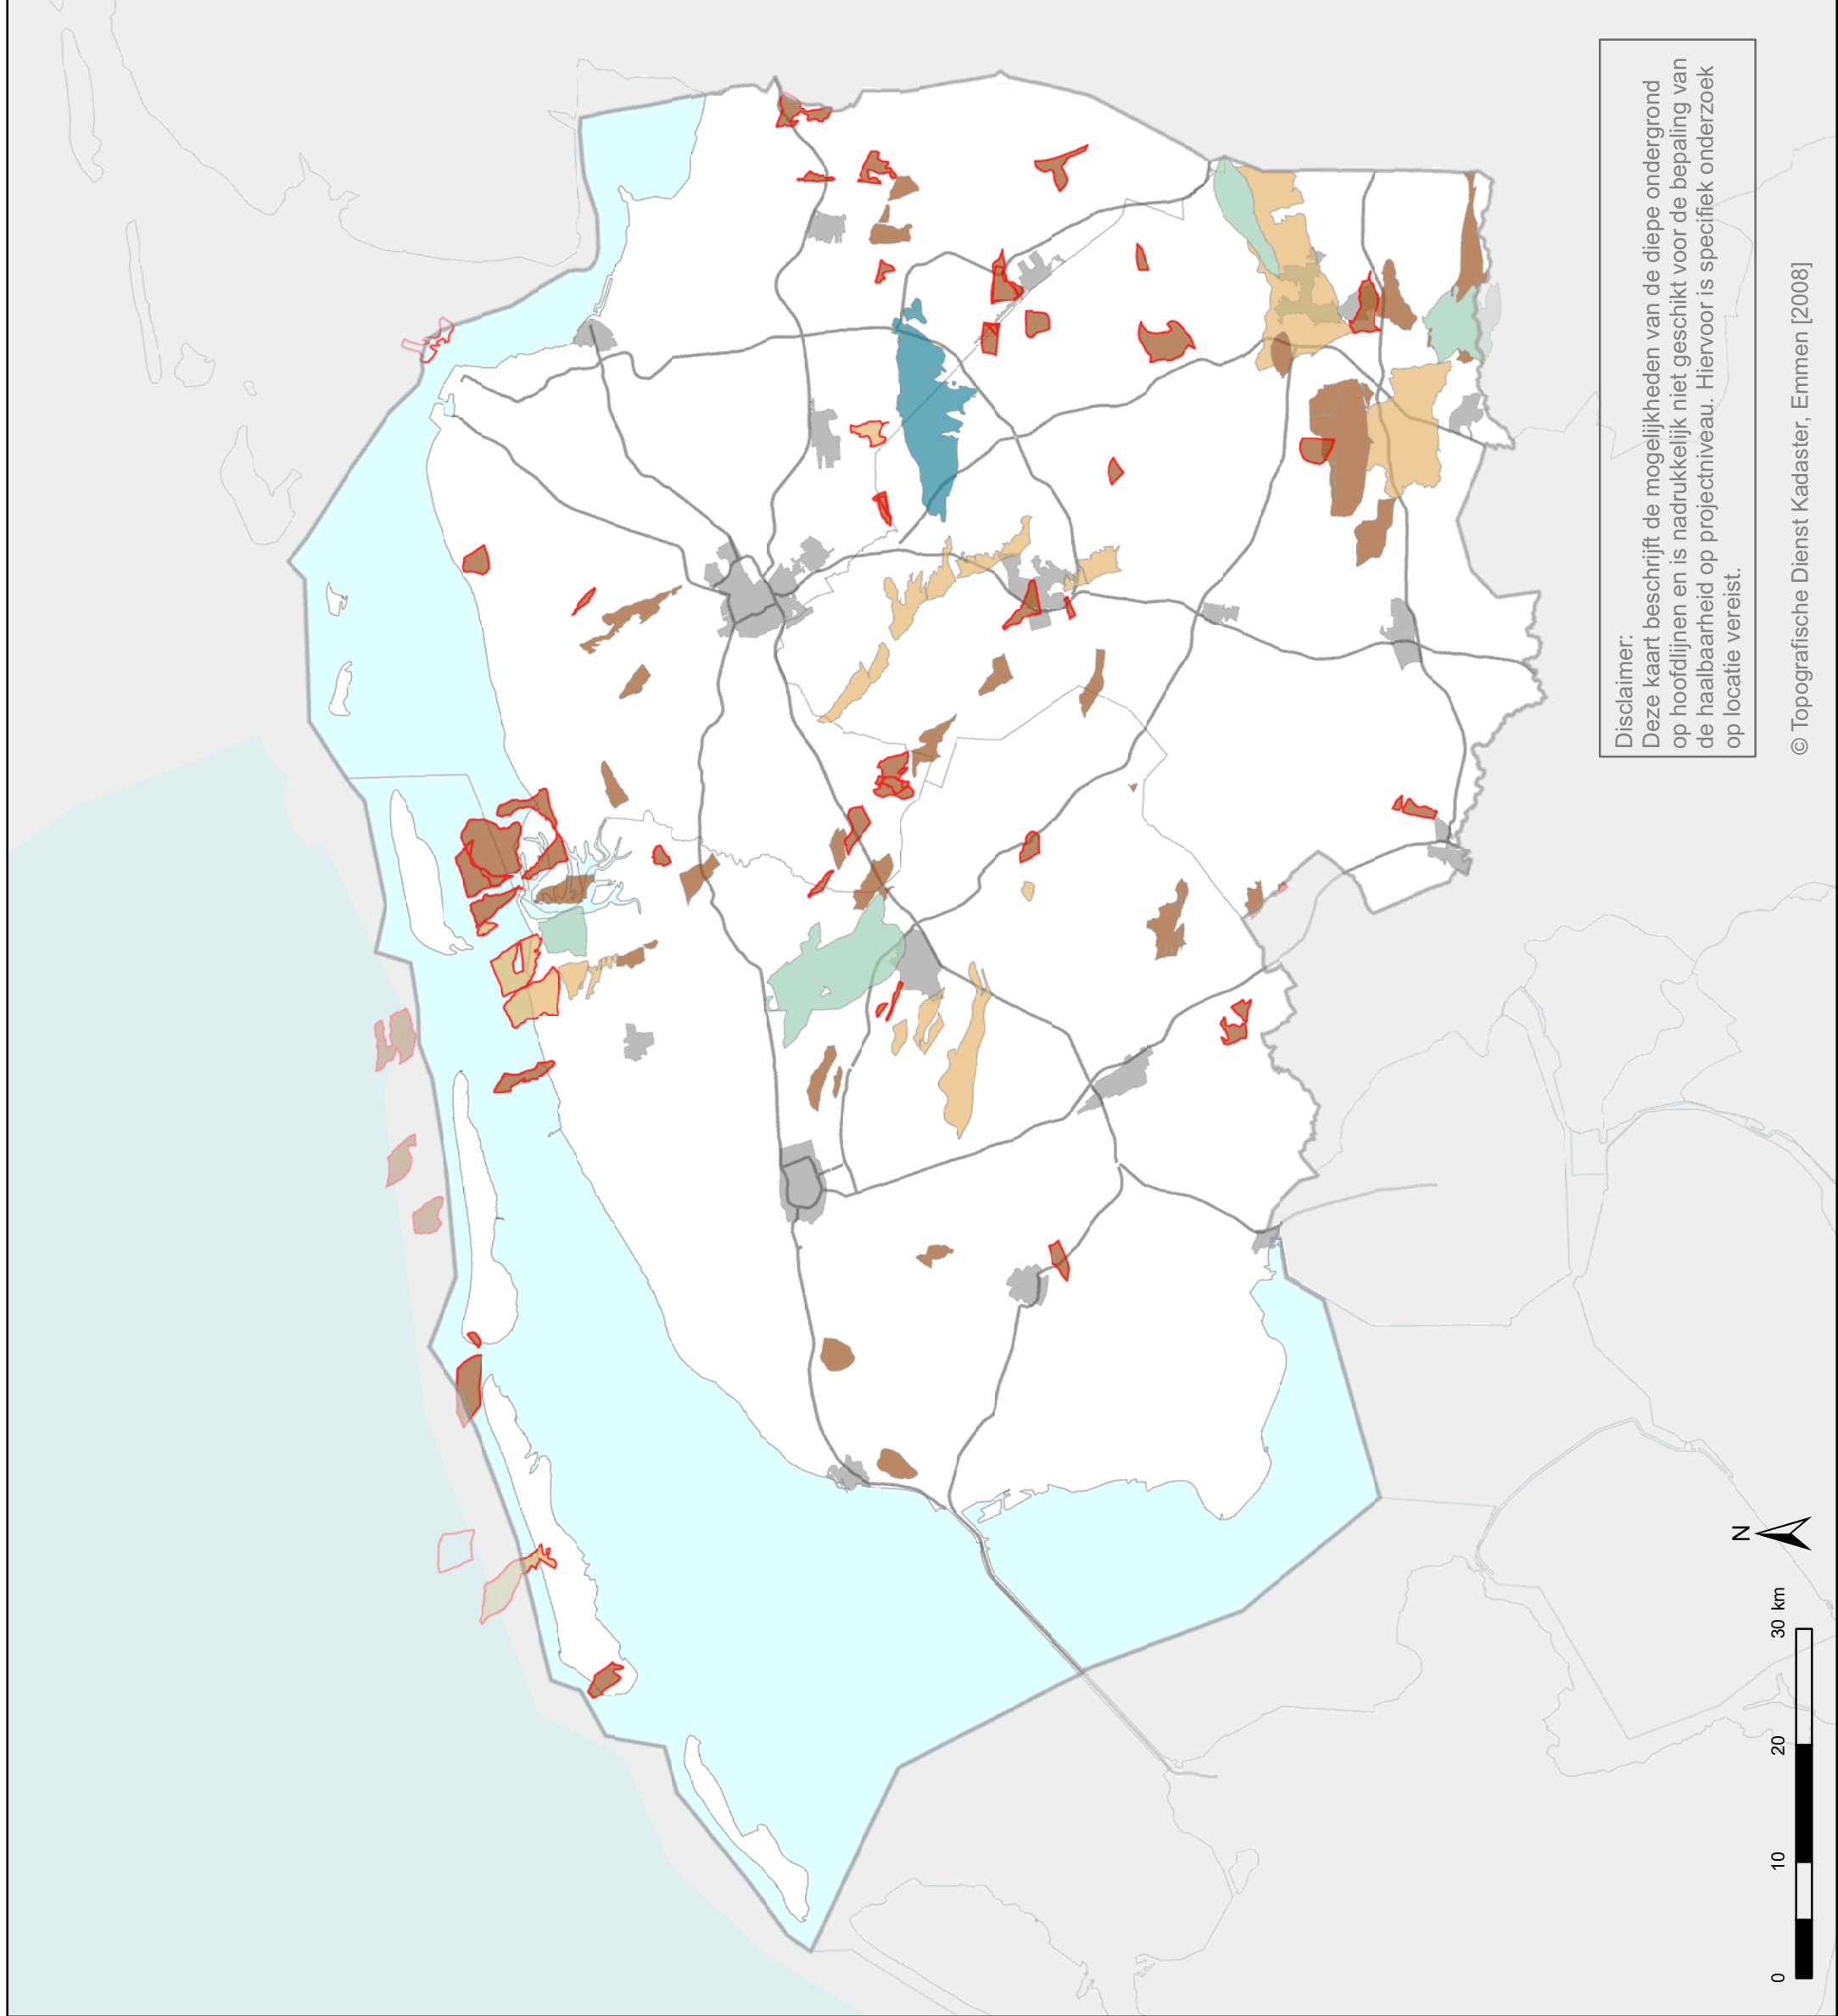 Disclaimer:
Deze kaart beschrijft de mogelijkheden van de diepe ondergrond
op hoofdlijnen en is nadrukkelijk niet geschikt voor de bepaling van
de haalbaarheid op projectniveau. Hiervoor is specifiek onderzoek
op locatie vereist.
© Topografische Dienst Kadaster, Emmen [2008]
N
0 10 20 30 km